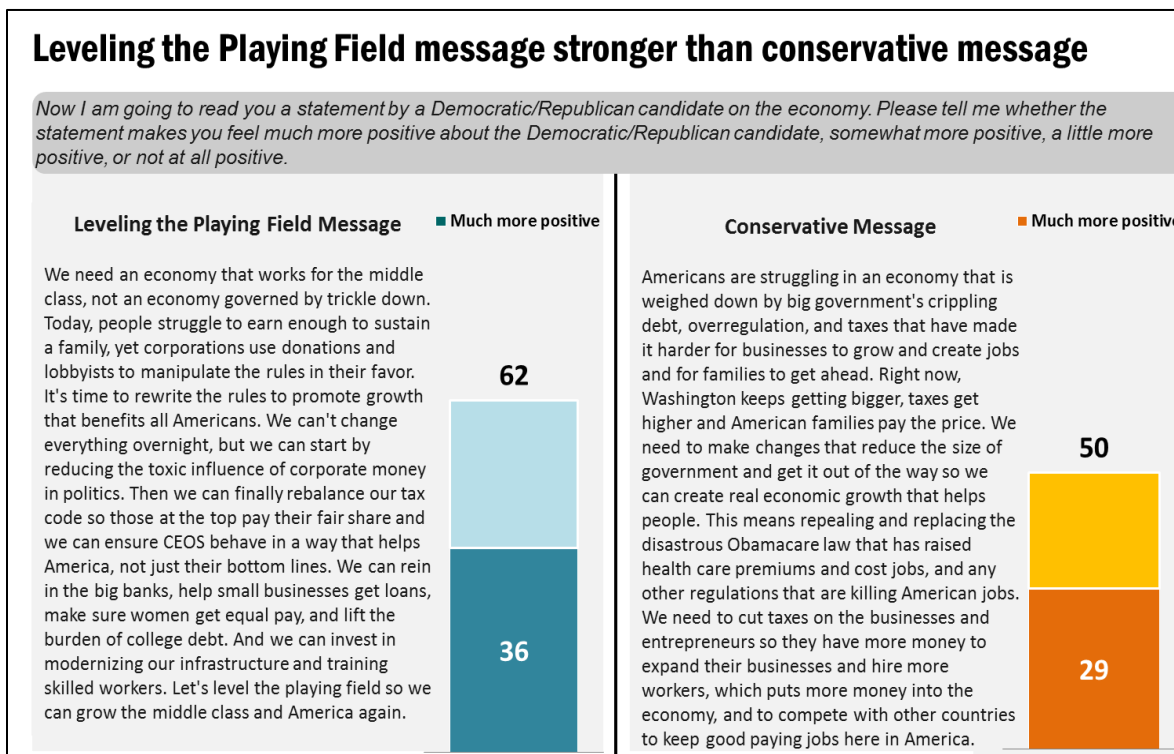 Leveling the Playing Field message stronger than conservative message
Now I am going to read you a statement by a Democratic/Republican candidate on the economy. Please tell me whether the
statement makes you feel much more positive about the Democratic/Republican candidate, somewhat more positive, a little more
positive, or not at all positive.
Leveling the Playing Field Message
Much more positive
We need an economy that works for the middle
class, not an economy governed by trickle down.
Today, people struggle to earn enough to sustain
a family, yet corporations use donations and
lobbyists to manipulate the rules in their favor.
It's time to rewrite the rules to promote growth
that benefits all Americans. We can't change
everything overnight, but we can start by
reducing the toxic influence of corporate money
in politics. Then we can finally rebalance our tax
code so those at the top pay their fair share and
we can ensure CEOS behave in a way that helps
America, not just their bottom lines. We can rein
in the big banks, help small businesses get loans,
make sure women get equal pay, and lift the
burden of college debt. And we can invest in
modernizing our infrastructure and training
skilled workers. Let's level the playing field so we
can grow the middle class and America again.
62
36
Conservative Message
Much more positive
Americans are struggling in an economy that is
weighed down by big government's crippling
debt, overregulation, and taxes that have made
it harder for businesses to grow and create jobs
and for families to get ahead. Right now,
Washington keeps getting bigger, taxes get
higher and American families pay the price. We
need to make changes that reduce the size of
government and get it out of the way so we
can create real economic growth that helps
people. This means repealing and replacing the
disastrous Obamacare law that has raised
health care premiums and cost jobs, and any
other regulations that are killing American jobs.
We need to cut taxes on the businesses and
entrepreneurs so they have more money to
expand their businesses and hire more
workers, which puts more money into the
economy, and to compete with other countries
to keep good paying jobs here in America.
50
29